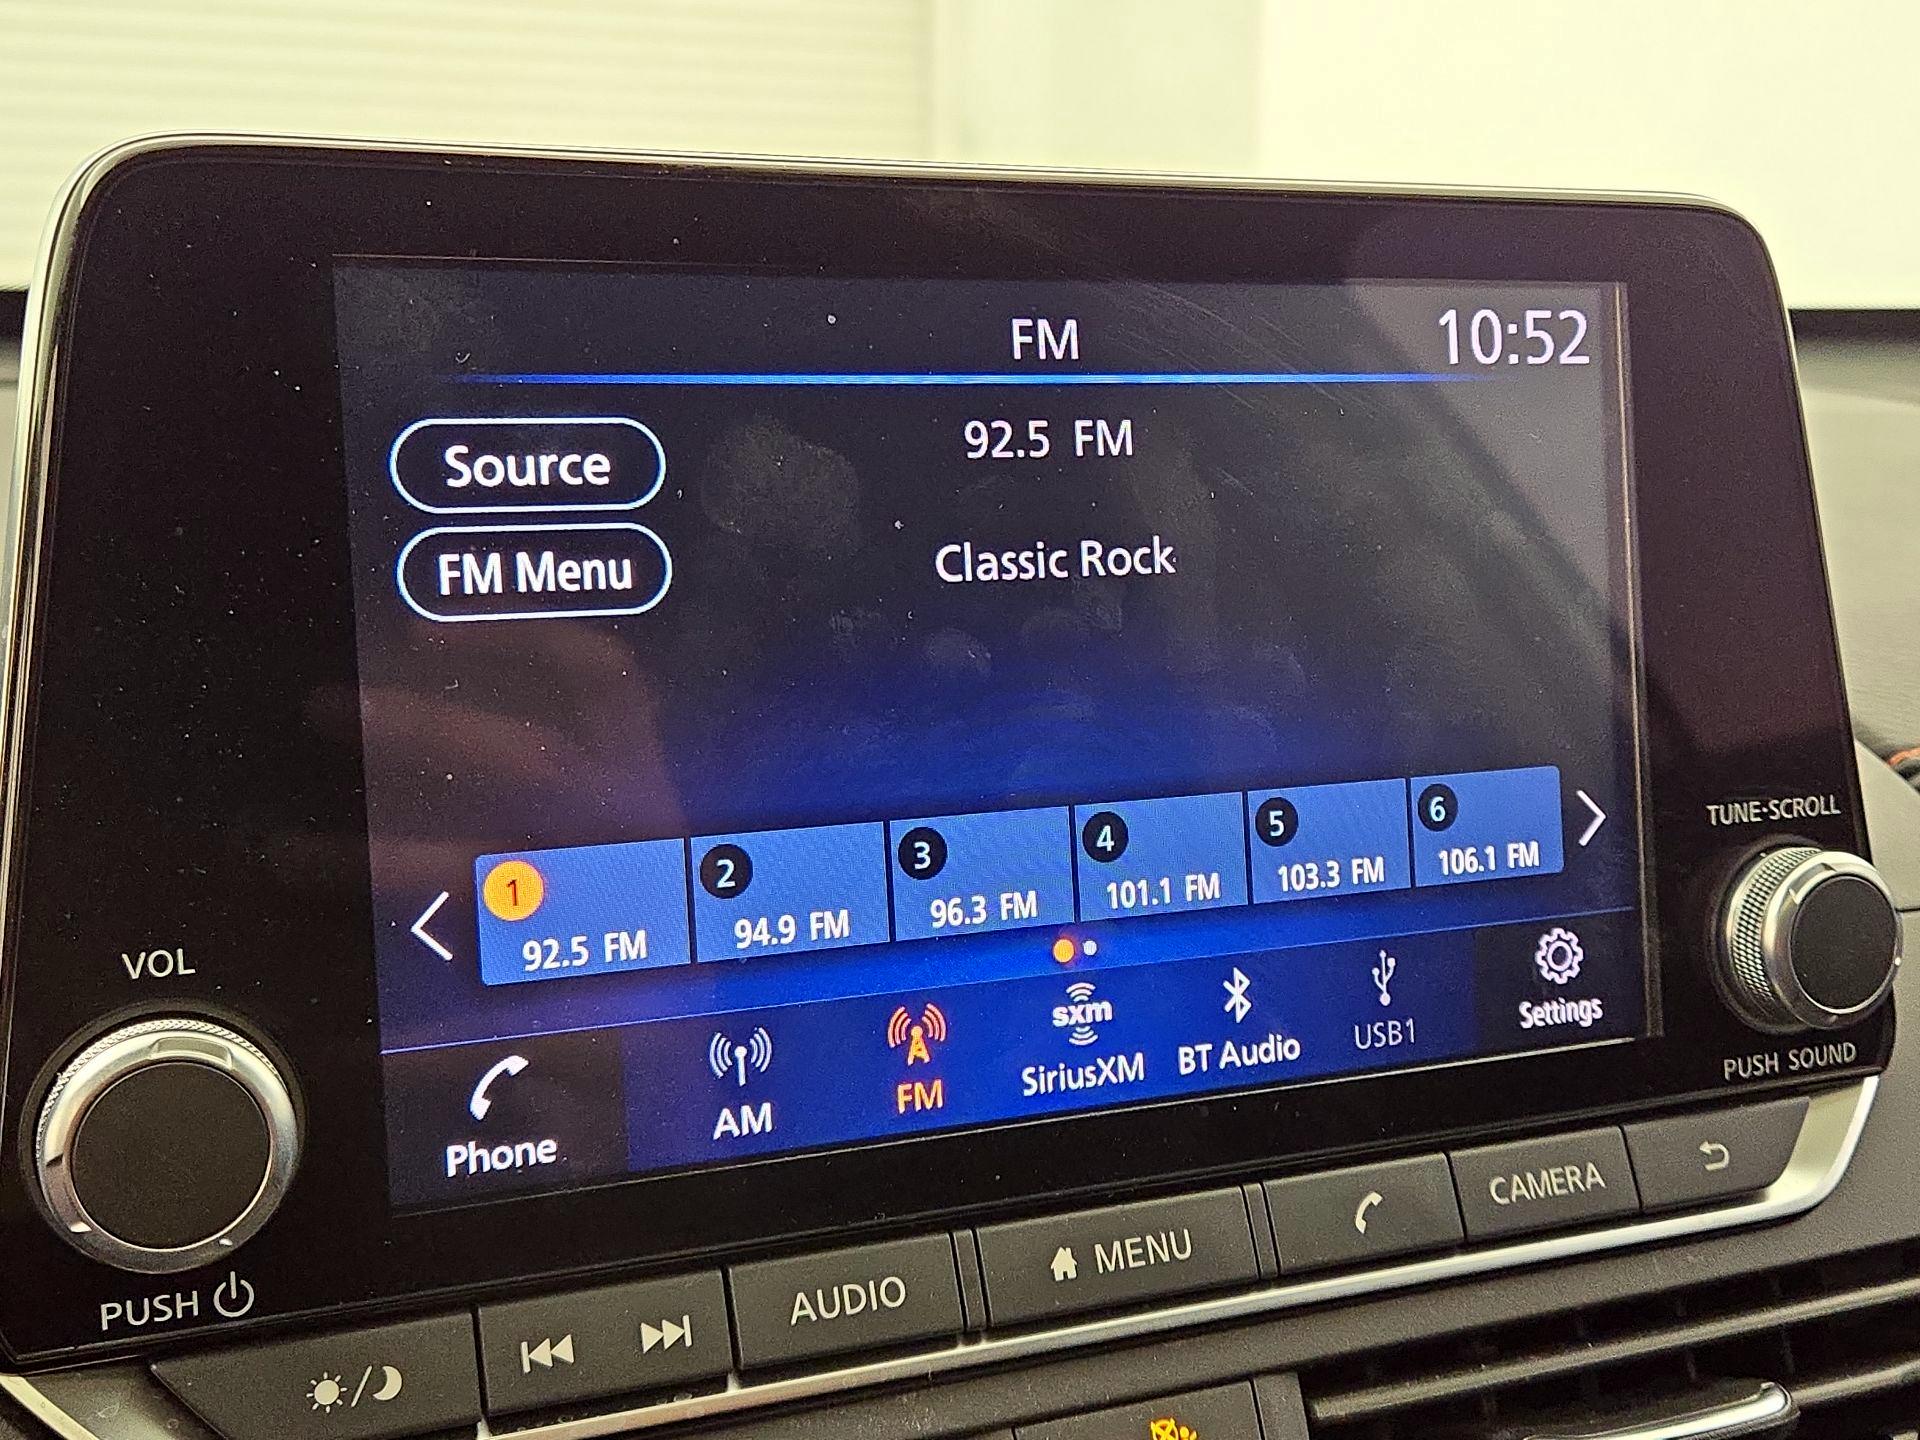 FM
10:52
Source
92.5 FM
FM Menu
Classic Rock
1
92.5 FM
2
94.9 FM
3
96.3 FM
4
101.1 FM
5
103.3 FM
6
106.1 FM
Phone
AM
FM
sxm
SiriusXM
BT Audio
USB1
Settings
VOL
PUSH
TUNE·SCROLL
PUSH SOUND
AUDIO
MENU
CAMERA